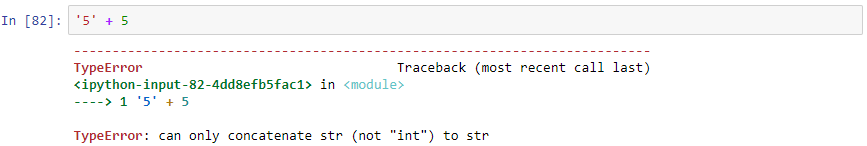 In [82]: '5' + 5
---------------------------------------------------------------------------
TypeError                                 Traceback (most recent call last)
<ipython-input-82-4dd8efb5fac1> in <module>
----> 1 '5' + 5

TypeError: can only concatenate str (not "int") to str